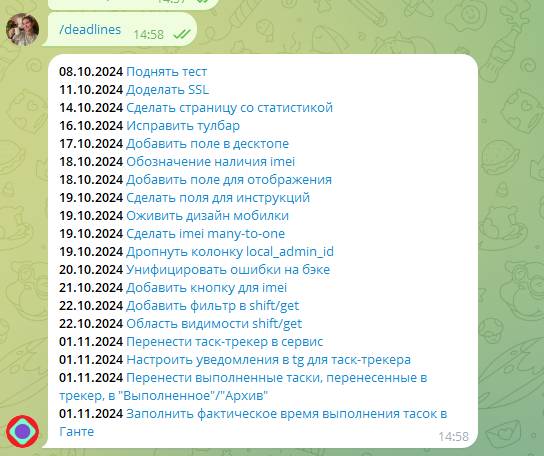 14:57
/deadlines 14:58
08.10.2024 Поднять тест
11.10.2024 Доделать SSL
14.10.2024 Сделать страницу со статистикой
16.10.2024 Исправить тулбар
17.10.2024 Добавить поле в десктопе
18.10.2024 Обозначение наличия imei
18.10.2024 Добавить поле для отображения
19.10.2024 Сделать поля для инструкций
19.10.2024 Оживить дизайн мобилки
19.10.2024 Сделать imei many-to-one
19.10.2024 Дропнуть колонку local_admin_id
20.10.2024 Унифицировать ошибки на бэке
21.10.2024 Добавить кнопку для imei
22.10.2024 Добавить фильтр в shift/get
22.10.2024 Область видимости shift/get
01.11.2024 Перенести таск-трекер в сервис
01.11.2024 Настроить уведомления в tg для таск-трекера
01.11.2024 Перенести выполненные таски, перенесенные в
трекер, в "Выполненное"/"Архив"
01.11.2024 Заполнить фактическое время выполнения тасок в
Ганте
14:58